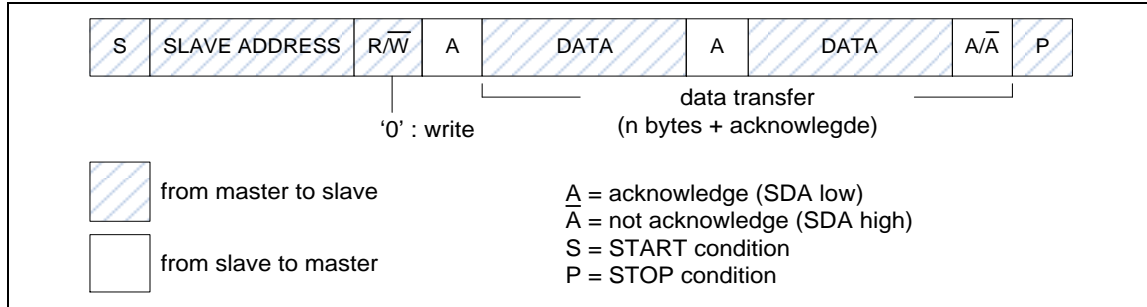 S SLAVE ADDRESS R/W̅ A DATA A DATA A/A̅ P
data transfer
(n bytes + acknowlegde)
‘0’ : write
from master to slave
from slave to master
A = acknowledge (SDA low)
A̅ = not acknowledge (SDA high)
S = START condition
P = STOP condition